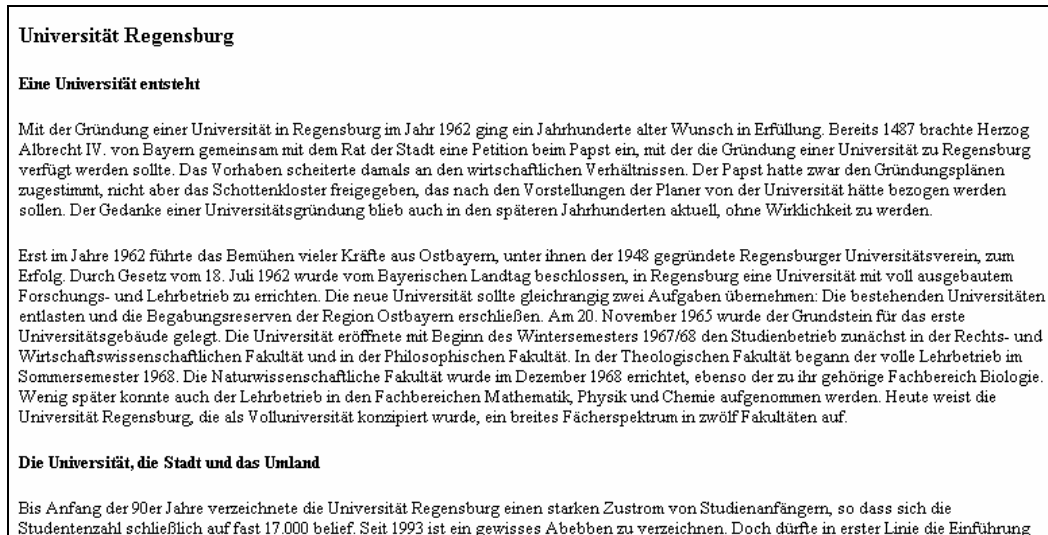 Universität Regensburg
Eine Universität entsteht
Mit der Gründung einer Universität in Regensburg im Jahr 1962 ging ein Jahrhunderte alter Wunsch in Erfüllung. Bereits 1487 brachte Herzog
Albrecht IV. von Bayern gemeinsam mit dem Rat der Stadt eine Petition beim Papst ein, mit der die Gründung einer Universität zu Regensburg
verfügt werden sollte. Das Vorhaben scheiterte damals an den wirtschaftlichen Verhältnissen. Der Papst hatte zwar den Gründungsplänen
zugestimmt, nicht aber das Schottenkloster freigegeben, das nach den Vorstellungen der Planer von der Universität hätte bezogen werden
sollen. Der Gedanke einer Universitätsgründung blieb auch in den späteren Jahrhunderten aktuell, ohne Wirklichkeit zu werden.
Erst im Jahre 1962 führte das Bemühen vieler Kräfte aus Ostbayern, unter ihnen der 1948 gegründete Regensburger Universitätsverein, zum
Erfolg. Durch Gesetz vom 18. Juli 1962 wurde vom Bayerischen Landtag beschlossen, in Regensburg eine Universität mit voll ausgebautem
Forschungs- und Lehrbetrieb zu errichten. Die neue Universität sollte gleichrangig zwei Aufgaben übernehmen: Die bestehenden Universitäten
entlasten und die Begabungsreserven der Region Ostbayern erschließen. Am 20. November 1965 wurde der Grundstein für das erste
Universitätsgebäude gelegt. Die Universität eröffnete mit Beginn des Wintersemesters 1967/68 den Studienbetrieb zunächst in der Rechts- und
Wirtschaftswissenschaftlichen Fakultät und in der Philosophischen Fakultät. In der Theologischen Fakultät begann der volle Lehrbetrieb im
Sommersemester 1968. Die Naturwissenschaftliche Fakultät wurde im Dezember 1968 errichtet, ebenso der zu ihr gehörige Fachbereich Biologie.
Wenig später konnte auch der Lehrbetrieb in den Fachbereichen Mathematik, Physik und Chemie aufgenommen werden. Heute weist die
Universität Regensburg, die als Volluniversität konzipiert wurde, ein breites Fächerspektrum in zwölf Fakultäten auf.
Die Universität, die Stadt und das Umland
Bis Anfang der 90er Jahre verzeichnete die Universität Regensburg einen starken Zustrom von Studienanfängern, so dass sich die
Studentenzahl schließlich auf fast 17.000 belief. Seit 1993 ist ein gewisses Abebben zu verzeichnen. Doch dürfte in erster Linie die Einführung